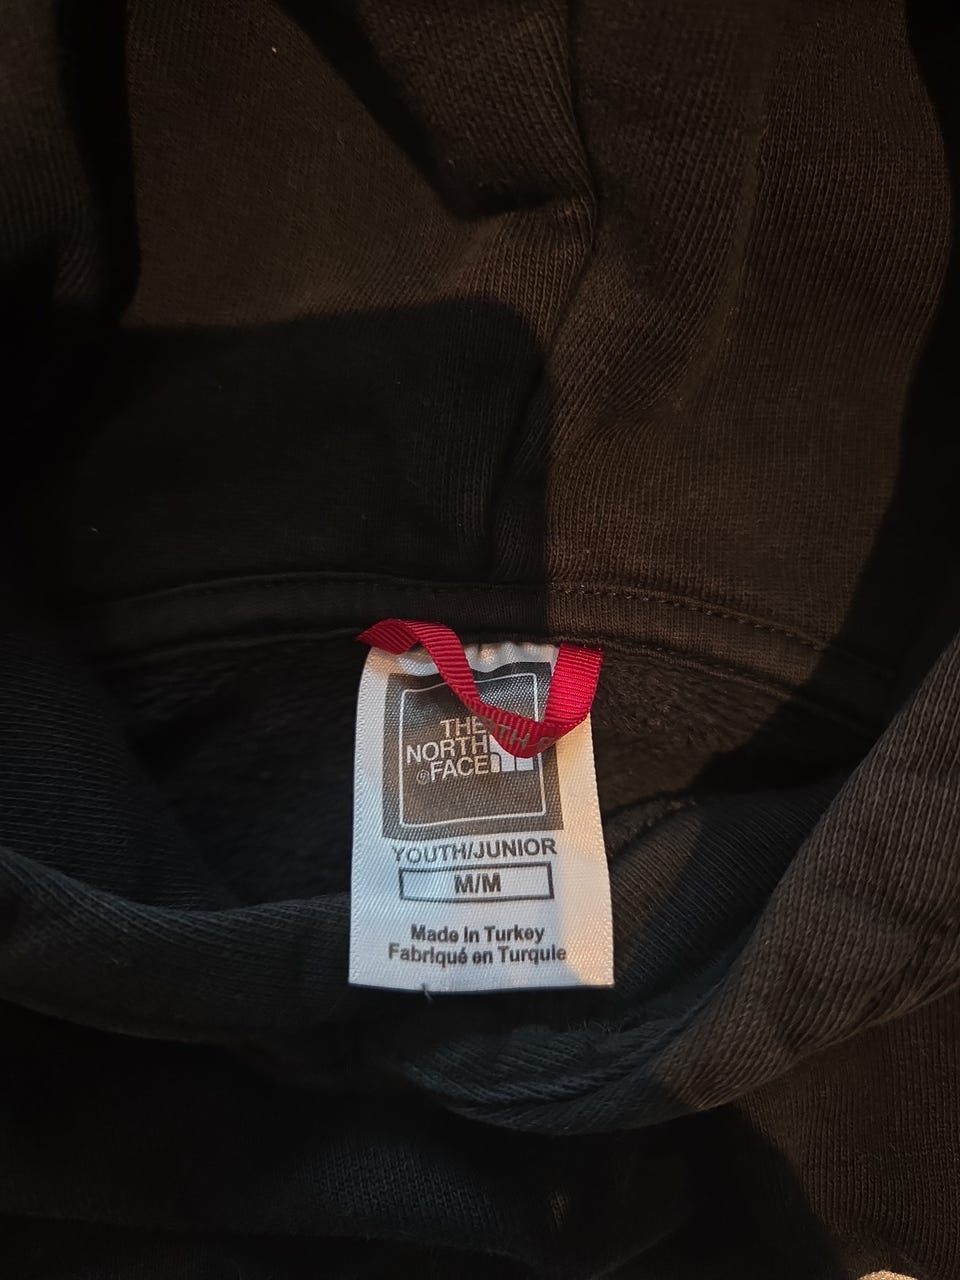 THE
NORTH
FACE
YOUTH/JUNIOR
M/M
Made In Turkey
Fabriqué en Turquie